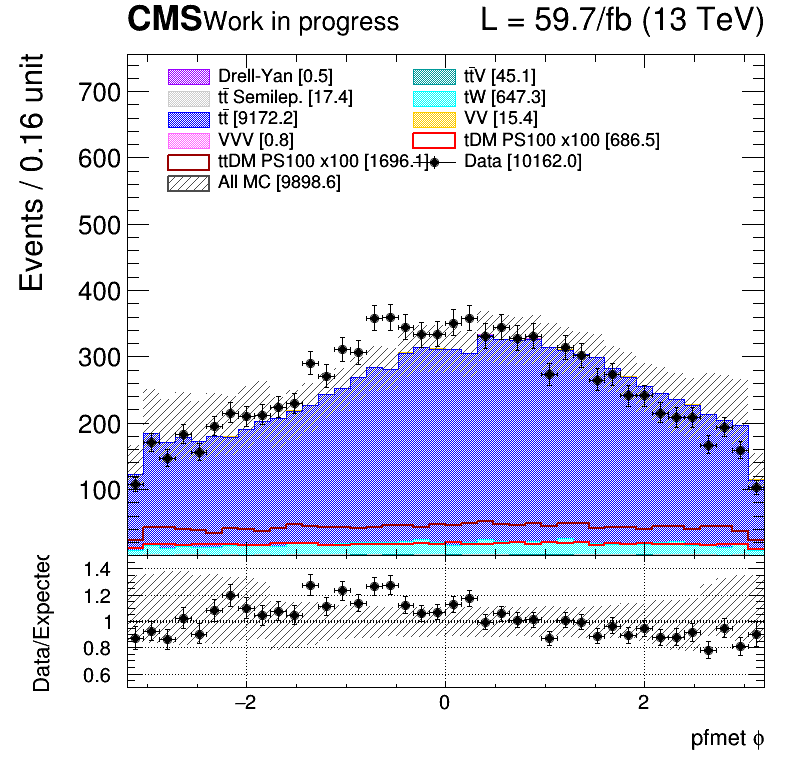 CMS Work in progress L = 59.7/fb (13 TeV)
Events / 0.16 unit
700
600
500
400
300
200
100
Drell-Yan [0.5] tt̄V [45.1]
tt̄ Semilep. [17.4] tW [647.3]
tt̄ [9172.2] VV [15.4]
VVV [0.8] tDM PS100 x100 [686.5]
ttDM PS100 x100 [1696.1] Data [10162.0]
All MC [9898.6]
Data/Expected
1.4
1.2
1
0.8
0.6
−2 0 2
pfmet ϕ